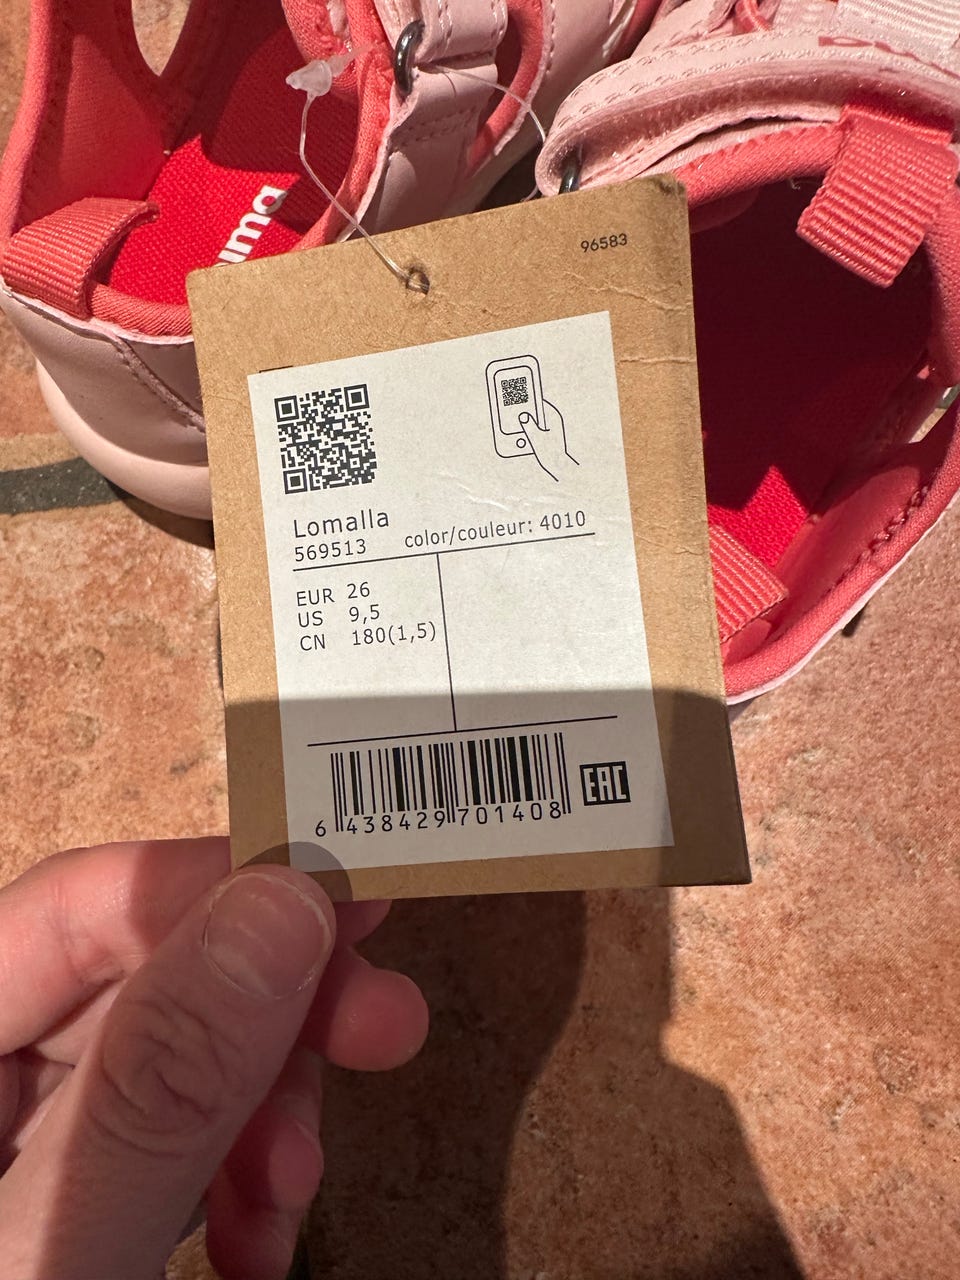 puma
96583
Lomalla
569513 color/couleur: 4010
EUR 26
US 9,5
CN 180(1,5)
6 438429 701408
EAC